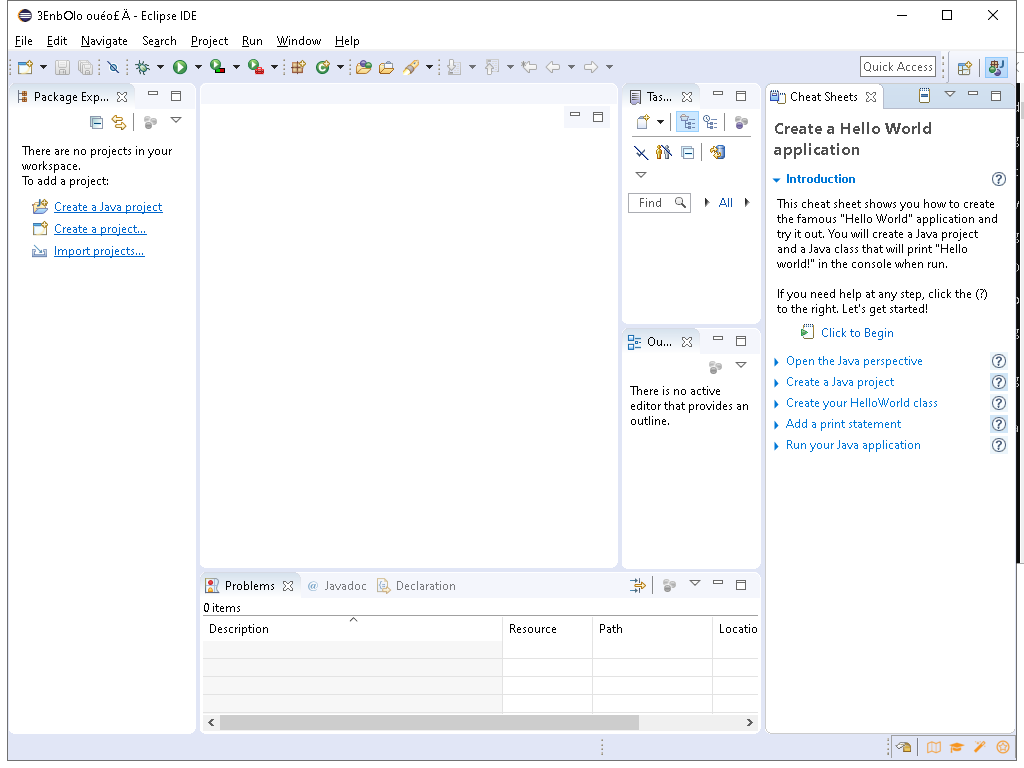 3EnbOlo ouéo£Ä - Eclipse IDE
File Edit Navigate Search Project Run Window Help
Quick Access
Package Exp...
There are no projects in your
workspace.
To add a project:
Create a Java project
Create a project...
Import projects...
Tas...
Find
All
Ou...
There is no active
editor that provides an
outline.
Problems
@ Javadoc
Declaration
0 items
Description
Resource
Path
Locatio
Cheat Sheets
Create a Hello World
application
Introduction
This cheat sheet shows you how to create
the famous "Hello World" application and
try it out. You will create a Java project
and a Java class that will print "Hello
world!" in the console when run.
If you need help at any step, click the (?)
to the right. Let's get started!
Click to Begin
Open the Java perspective
Create a Java project
Create your HelloWorld class
Add a print statement
Run your Java application